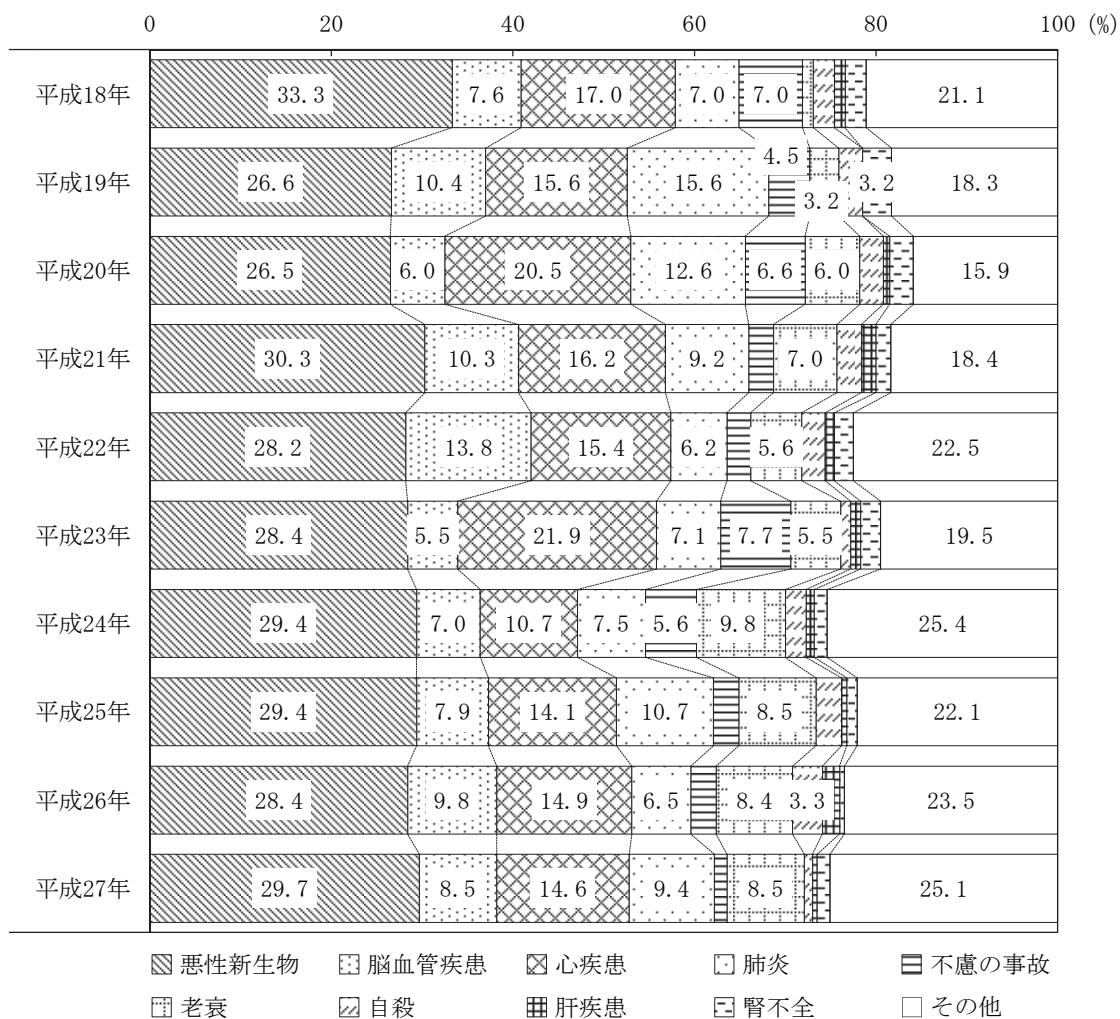 0 20 40 60 80 100 (%)
平成18年 33.3 7.6 17.0 7.0 7.0 21.1
平成19年 26.6 10.4 15.6 15.6 4.5 3.2 3.2 18.3
平成20年 26.5 6.0 20.5 12.6 6.6 6.0 15.9
平成21年 30.3 10.3 16.2 9.2 7.0 18.4
平成22年 28.2 13.8 15.4 6.2 5.6 22.5
平成23年 28.4 5.5 21.9 7.1 7.7 5.5 19.5
平成24年 29.4 7.0 10.7 7.5 5.6 9.8 25.4
平成25年 29.4 7.9 14.1 10.7 8.5 22.1
平成26年 28.4 9.8 14.9 6.5 8.4 3.3 23.5
平成27年 29.7 8.5 14.6 9.4 8.5 25.1
悪性新生物 脳血管疾患 心疾患 肺炎 不慮の事故
老衰 自殺 肝疾患 腎不全 その他